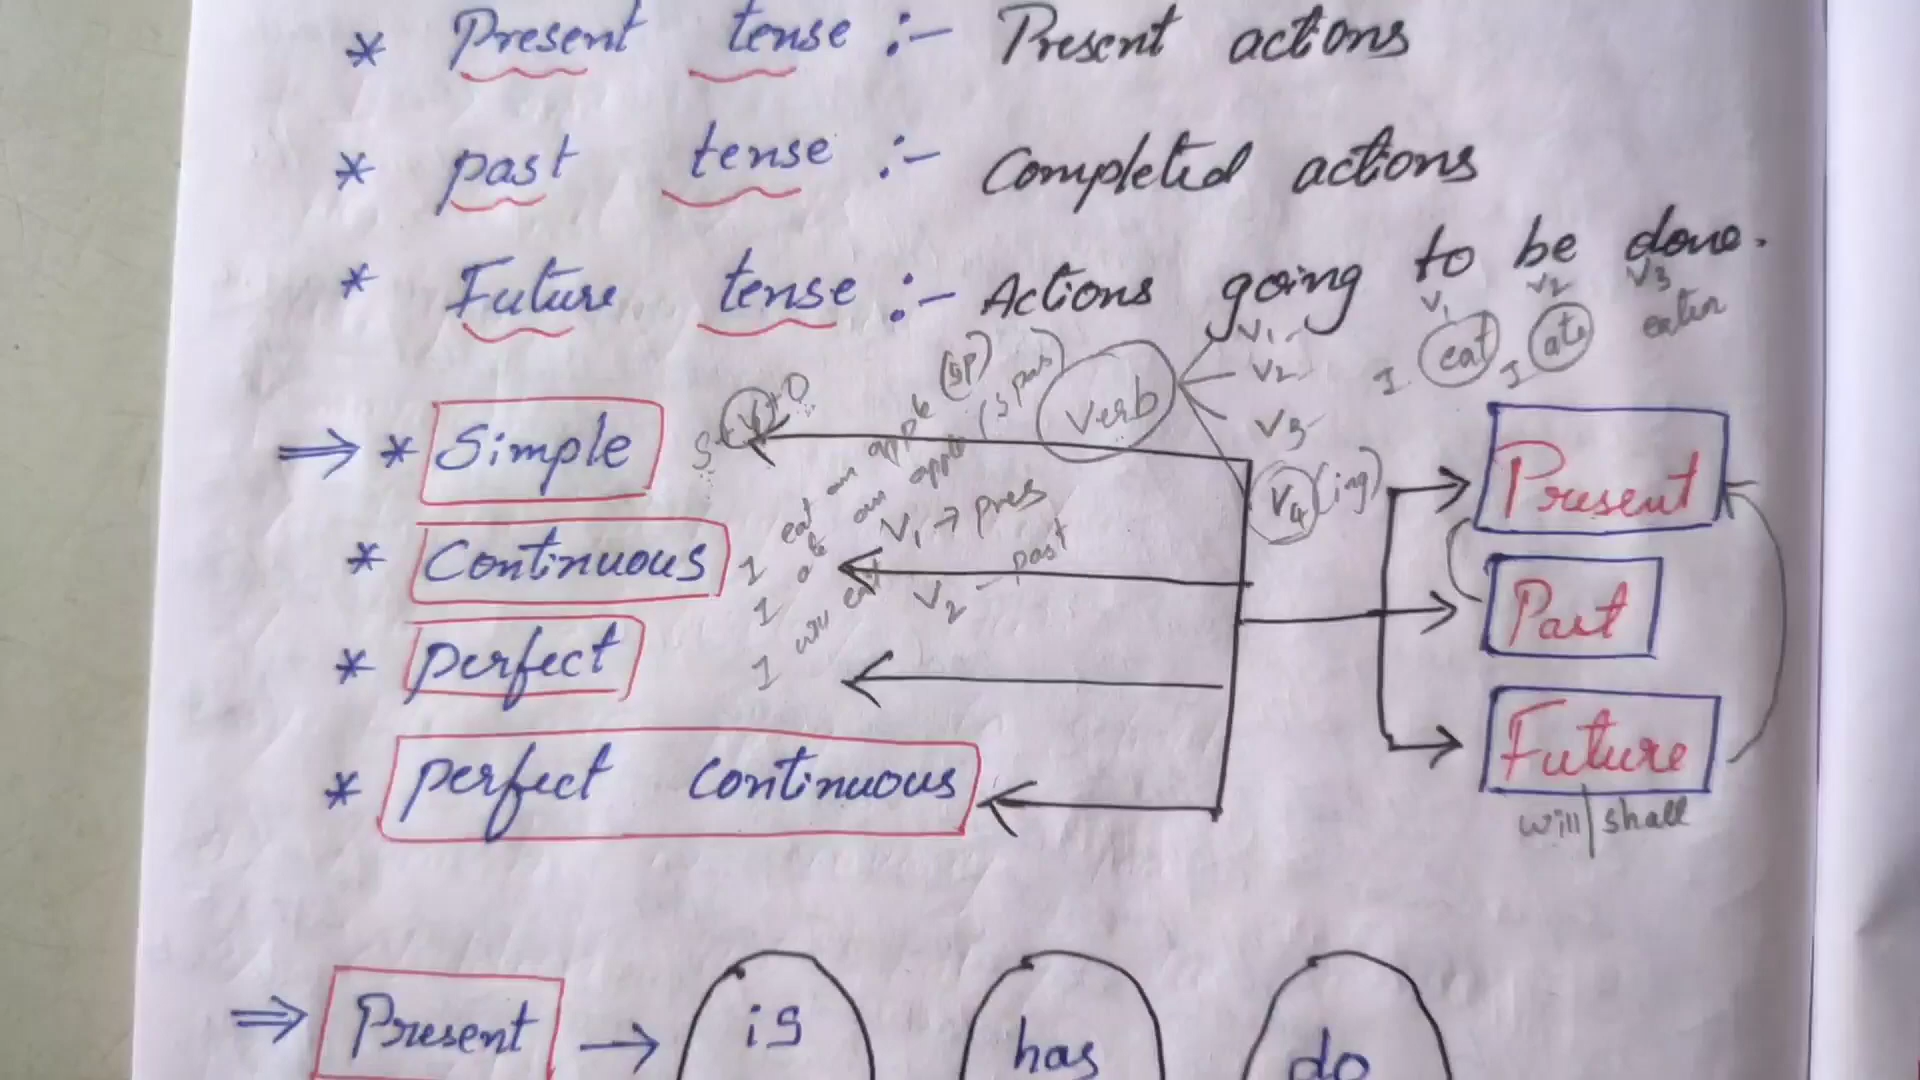 * Present tense :- Present actions
* past tense :- Completed actions
* Future tense :- Actions going to be done.
V1 V2 V3
I eat I ate eaten
Verb
V1
V2
V3
V4 (ing)
⇒ * Simple
S+V+O
I eat an apple (SP)
I ate an apple
I will eat
V1 → pres
V2 - past
* Continuous
* perfect
* perfect continuous
Present
Past
Future
will/shall
⇒ Present → is has do